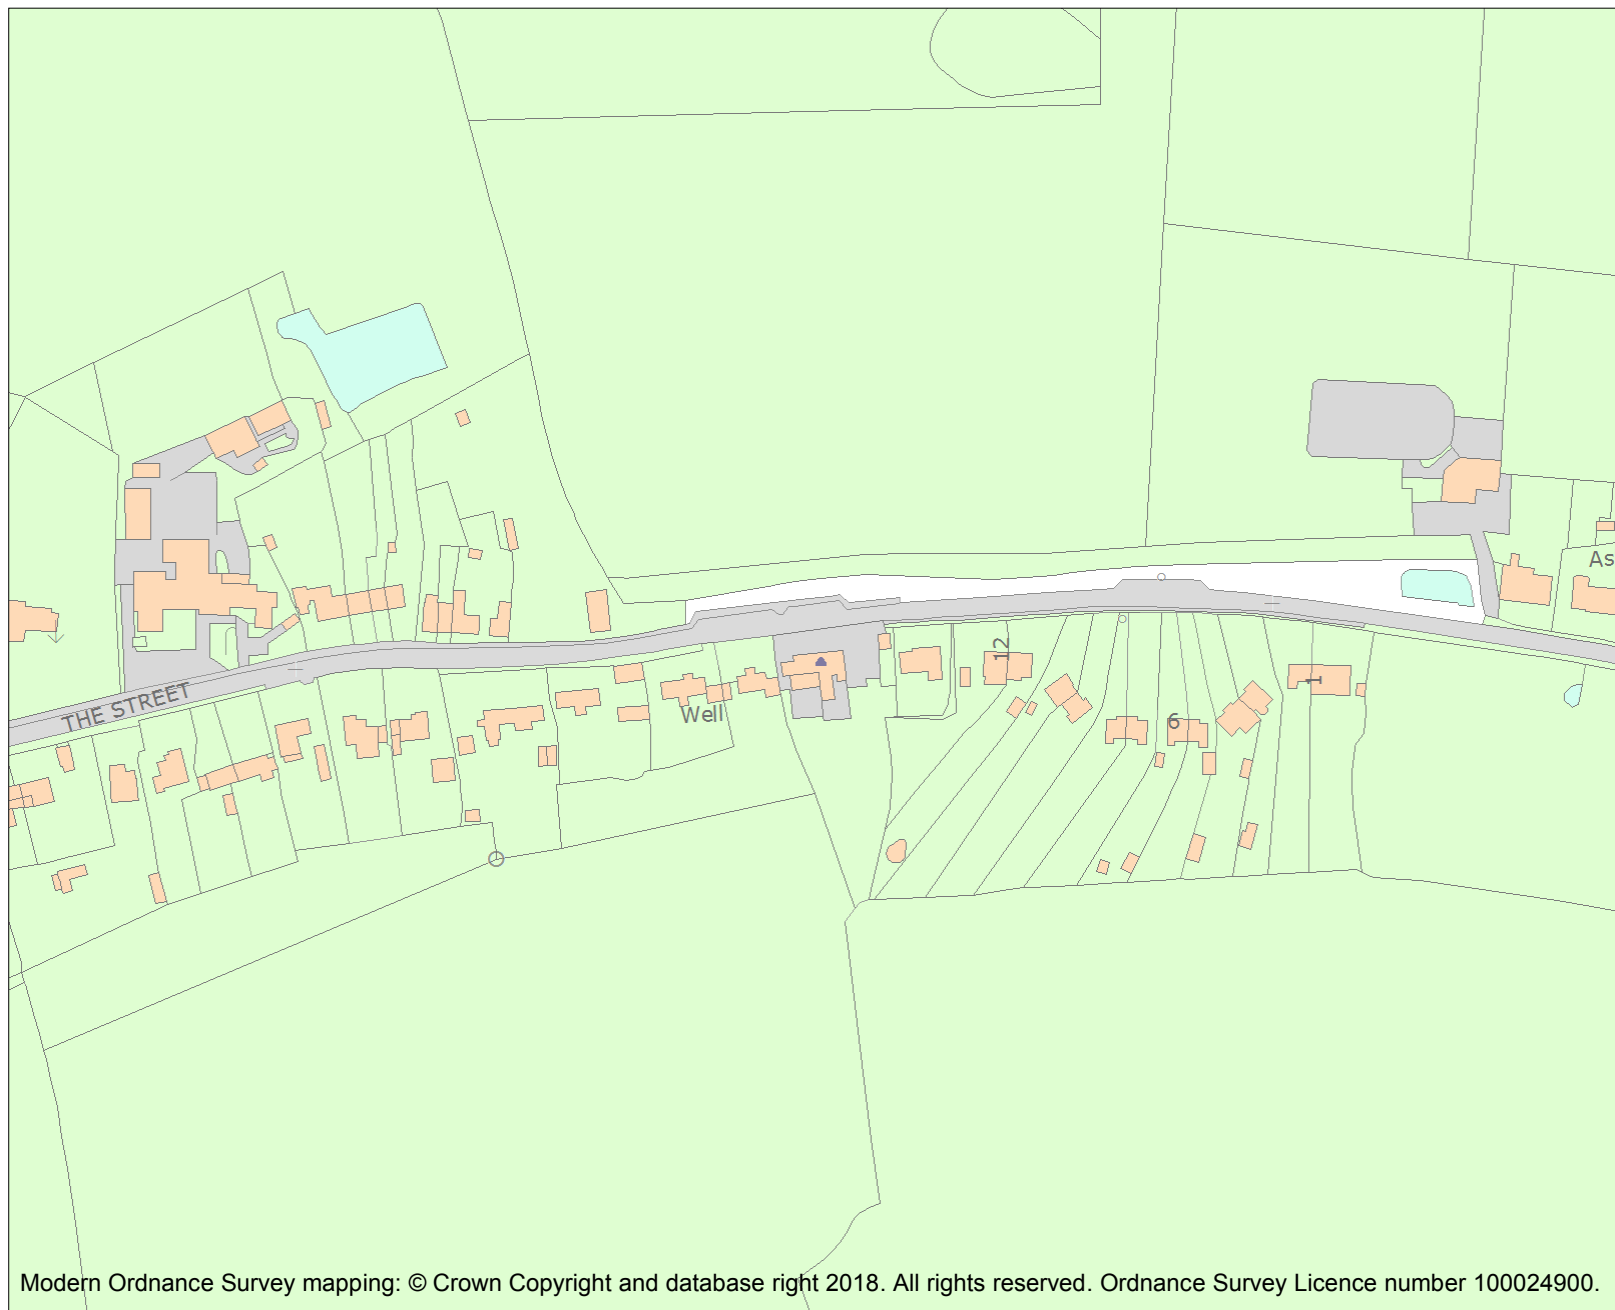 As
12
1
THE STREET
Well
6
Modern Ordnance Survey mapping: © Crown Copyright and database right 2018. All rights reserved. Ordnance Survey Licence number 100024900.